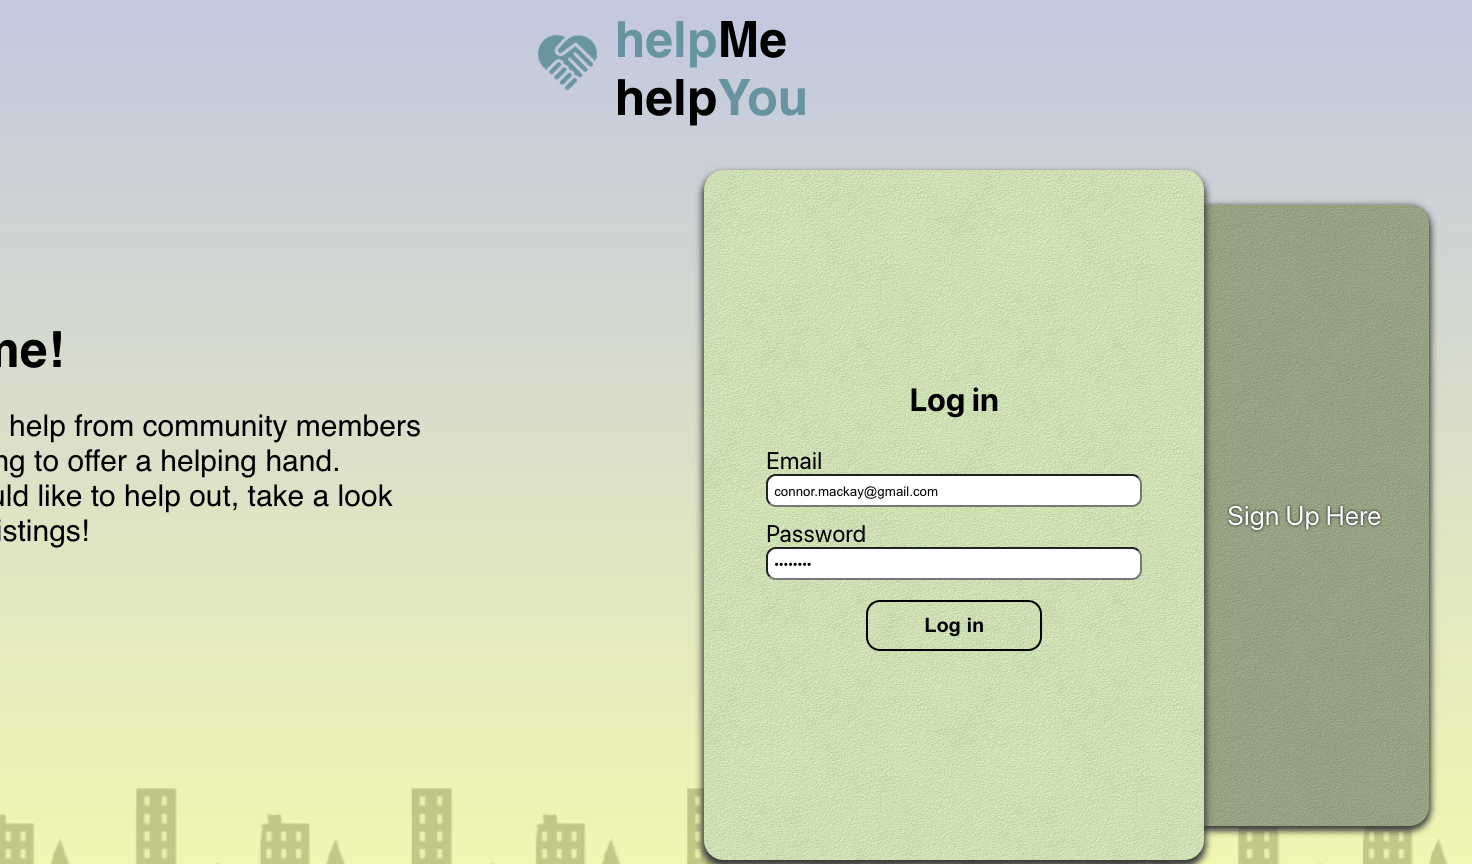 helpMe
helpYou
me!
help from community members
ng to offer a helping hand.
uld like to help out, take a look
istings!
Log in
Email
connor.mackay@gmail.com
Password
••••••••
Log in
Sign Up Here